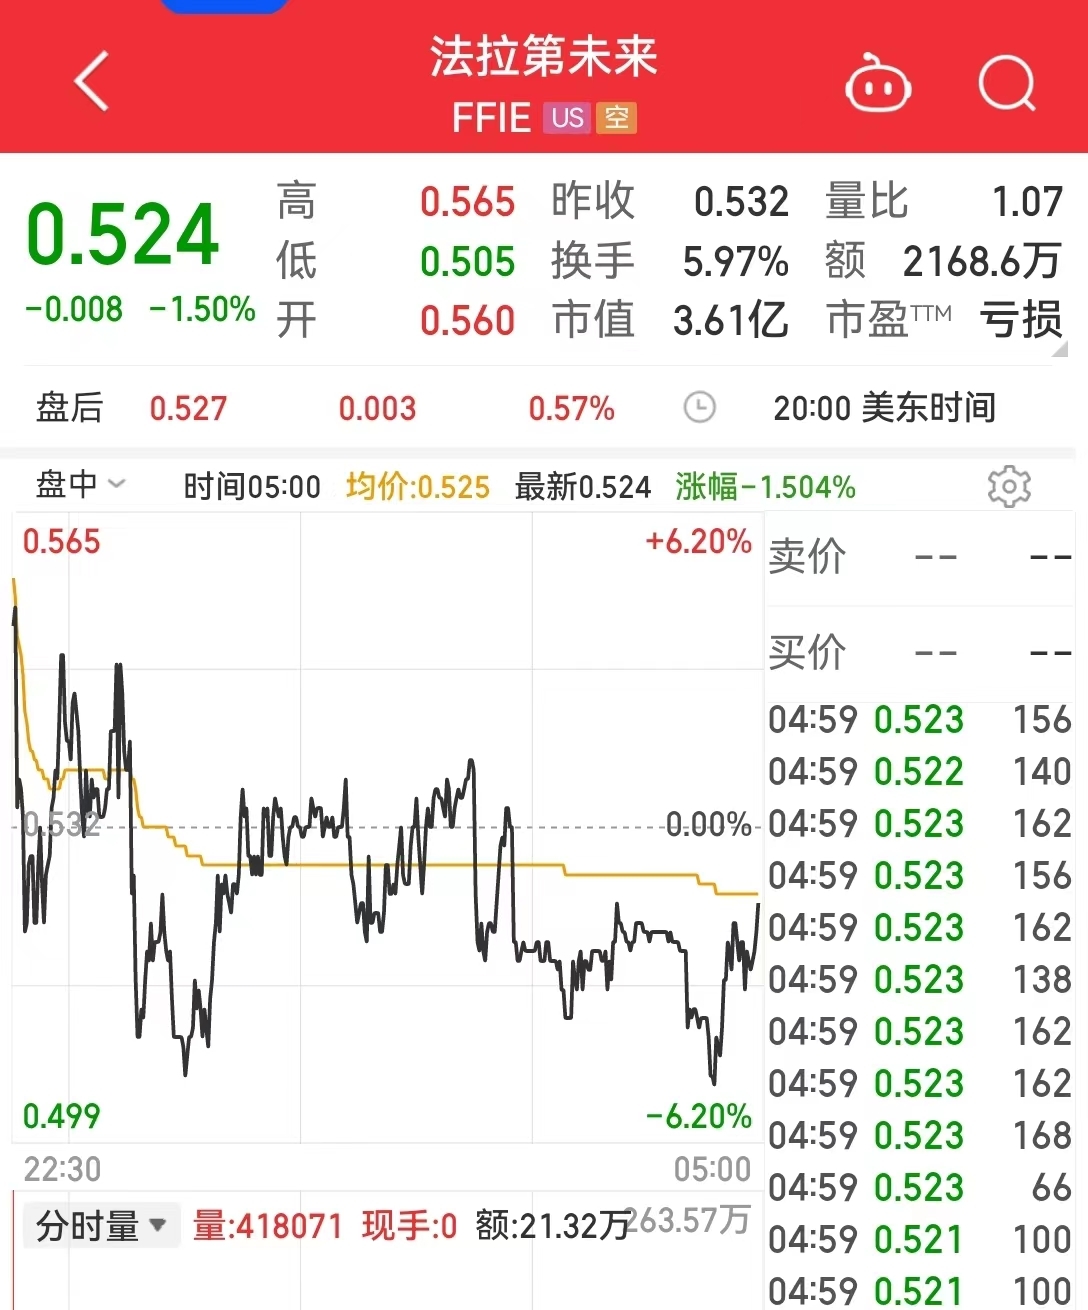 法拉第未来
FFIE US 空
0.524
-0.008 -1.50%
高 0.565 昨收 0.532 量比 1.07
低 0.505 换手 5.97% 额 2168.6万
开 0.560 市值 3.61亿 市盈TTM 亏损
盘后 0.527 0.003 0.57% 20:00 美东时间
盘中 时间05:00 均价:0.525 最新0.524 涨幅-1.504%
0.565 +6.20%
0.532 0.00%
0.499 -6.20%
22:30 05:00
分时量 量:418071 现手:0 额:21.32万 263.57万
卖价 -- --
买价 -- --
04:59 0.523 156
04:59 0.522 140
04:59 0.523 162
04:59 0.523 156
04:59 0.523 162
04:59 0.523 138
04:59 0.523 162
04:59 0.523 162
04:59 0.523 168
04:59 0.523 66
04:59 0.521 100
04:59 0.521 100